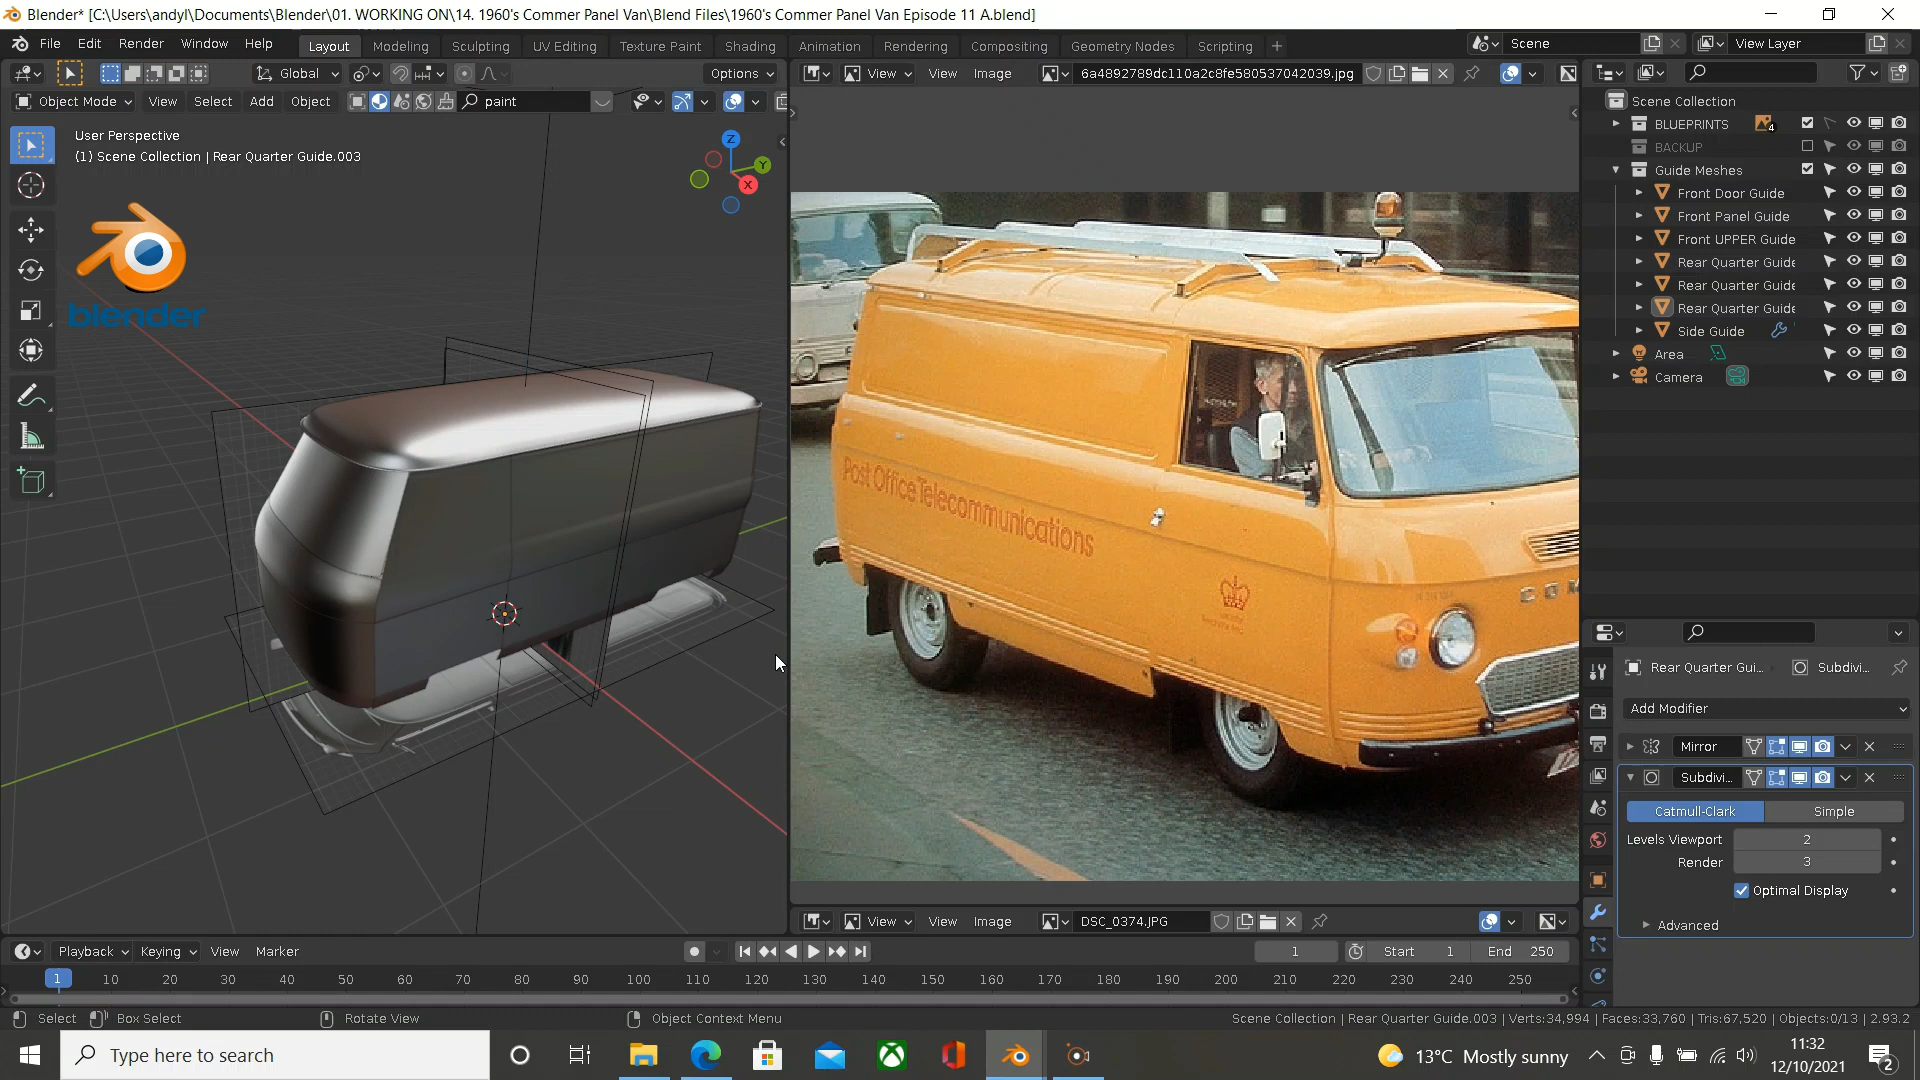 Blender* [C:\Users\andyl\Documents\Blender\01. WORKING ON\14. 1960's Commer Panel Van\Blend Files\1960's Commer Panel Van Episode 11 A.blend]
File Edit Render Window Help
Layout Modeling Sculpting UV Editing Texture Paint Shading Animation Rendering Compositing Geometry Nodes Scripting +
Scene
View Layer
Global
Options
View View Image 6a4892789dc110a2c8fe580537042039.jpg
Object Mode View Select Add Object paint
User Perspective
(1) Scene Collection | Rear Quarter Guide.003
Z
Y
X
blender
Post Office Telecommunications
Scene Collection
BLUEPRINTS 4
BACKUP
Guide Meshes
Front Door Guide
Front Panel Guide
Front UPPER Guide
Rear Quarter Guide
Rear Quarter Guide
Rear Quarter Guide
Side Guide
Area
Camera
Rear Quarter Gui... Subdivi...
Add Modifier
Mirror
Subdivi...
Catmull-Clark Simple
Levels Viewport 2
Render 3
Optimal Display
Advanced
View View Image DSC_0374.JPG
Playback Keying View Marker
1 Start 1 End 250
1 10 20 30 40 50 60 70 80 90 100 110 120 130 140 150 160 170 180 190 200 210 220 230 240 250
Select Box Select Rotate View Object Context Menu
Scene Collection | Rear Quarter Guide.003 | Verts:34,994 | Faces:33,760 | Tris:67,520 | Objects:0/13 | 2.93.2
Type here to search
13°C Mostly sunny
11:32
12/10/2021
2